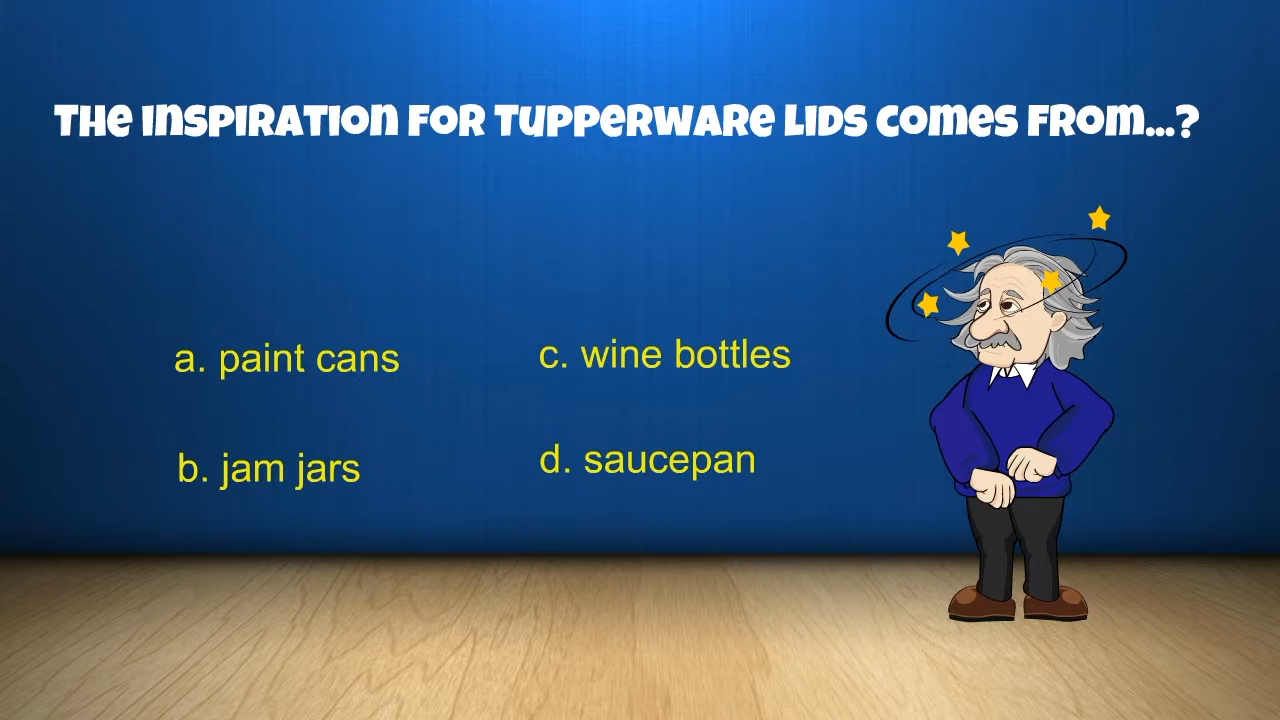 The inspiration for Tupperware lids comes from...?
a. paint cans
c. wine bottles
b. jam jars
d. saucepan